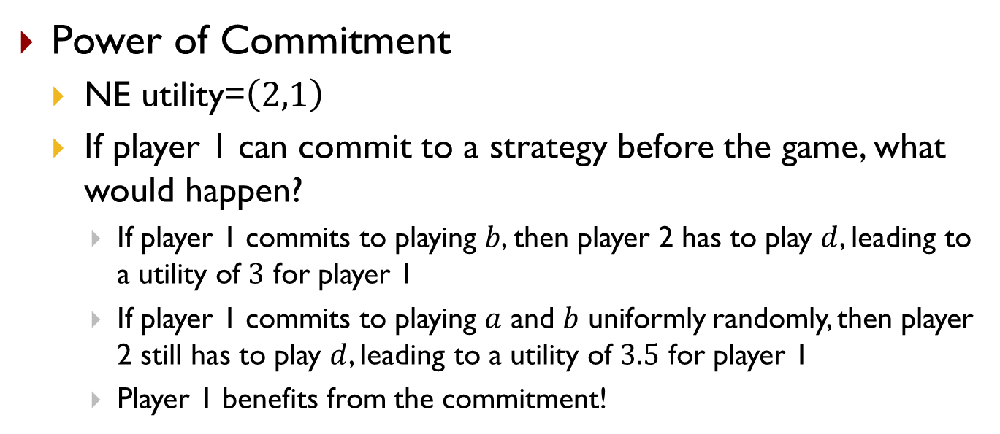 Power of Commitment
NE utility=(2,1)
If player 1 can commit to a strategy before the game, what
would happen?
If player 1 commits to playing b, then player 2 has to play d, leading to
a utility of 3 for player 1
If player 1 commits to playing a and b uniformly randomly, then player
2 still has to play d, leading to a utility of 3.5 for player 1
Player 1 benefits from the commitment!